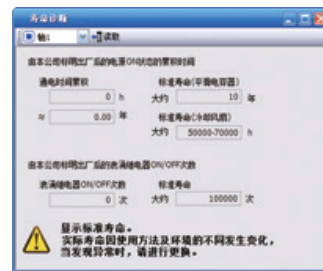 寿命诊断
轴1 读取
由本公司标明出厂后的电源ON状态的累积时间
通电时间累积 标准寿命(平滑电容器)
0 h 大约 10 年
≈ 0.00 年 标准寿命(冷却风扇)
大约 50000-70000 h
由本公司标明出厂后的浪涌继电器ON/OFF次数
浪涌继电器ON/OFF次数 标准寿命
0 次 大约 100000 次
显示标准寿命。
实际寿命因使用方法及环境的不同发生变化，
当发现异常时，请进行更换。